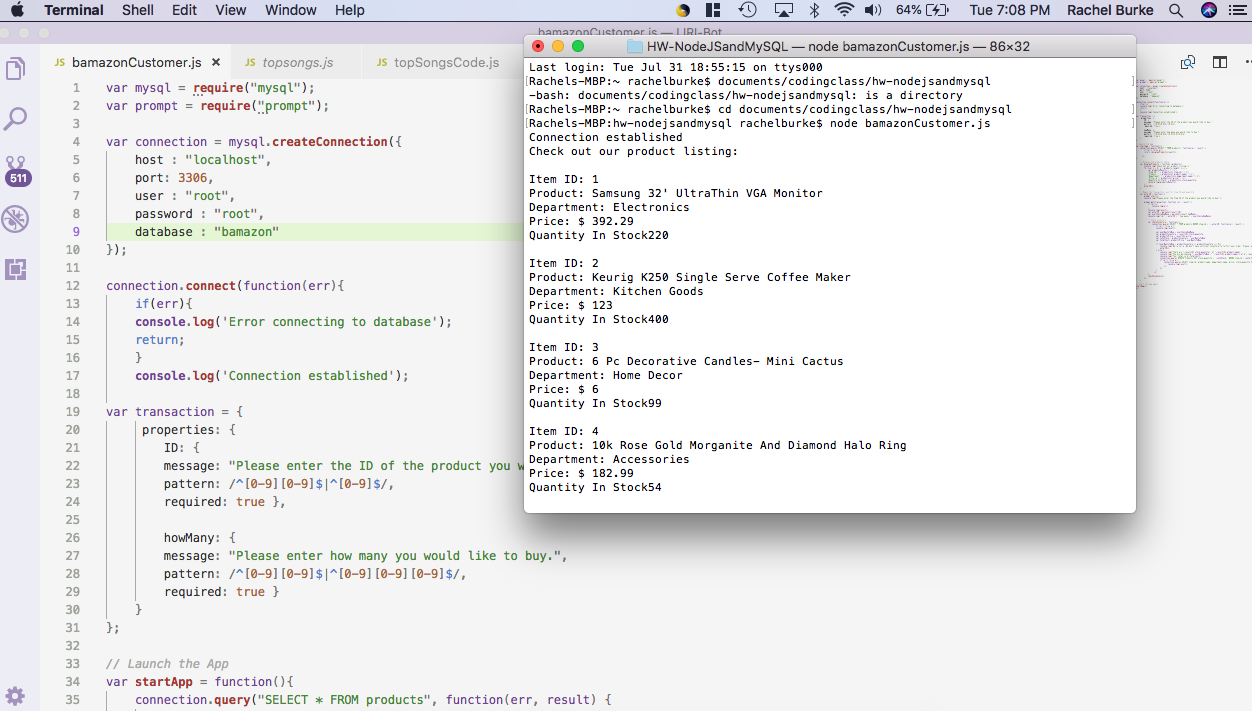 Terminal Shell Edit View Window Help 64% Tue 7:08 PM Rachel Burke
bamazonCustomer.js — URI-Bot
JS bamazonCustomer.js × JS topsongs.js JS topSongsCode.js
511
1 var mysql = require("mysql");
2 var prompt = require("prompt");
3
4 var connection = mysql.createConnection({
5 host : "localhost",
6 port: 3306,
7 user : "root",
8 password : "root",
9 database : "bamazon"
10 });
11
12 connection.connect(function(err){
13 if(err){
14 console.log('Error connecting to database');
15 return;
16 }
17 console.log('Connection established');
18
19 var transaction = {
20 properties: {
21 ID: {
22 message: "Please enter the ID of the product you w
23 pattern: /^[0-9][0-9]$|^[0-9]$/,
24 required: true },
25
26 howMany: {
27 message: "Please enter how many you would like to buy.",
28 pattern: /^[0-9][0-9]$|^[0-9][0-9][0-9]$/,
29 required: true }
30 }
31 };
32
33 // Launch the App
34 var startApp = function(){
35 connection.query("SELECT * FROM products", function(err, result) {
HW-NodeJSandMySQL — node bamazonCustomer.js — 86×32
Last login: Tue Jul 31 18:55:15 on ttys000
[Rachels-MBP:~ rachelburke$ documents/codingclass/hw-nodejsandmysql ]
-bash: documents/codingclass/hw-nodejsandmysql: is a directory
[Rachels-MBP:~ rachelburke$ cd documents/codingclass/hw-nodejsandmysql ]
[Rachels-MBP:hw-nodejsandmysql rachelburke$ node bamazonCustomer.js ]
Connection established
Check out our product listing:
Item ID: 1
Product: Samsung 32' UltraThin VGA Monitor
Department: Electronics
Price: $ 392.29
Quantity In Stock220
Item ID: 2
Product: Keurig K250 Single Serve Coffee Maker
Department: Kitchen Goods
Price: $ 123
Quantity In Stock400
Item ID: 3
Product: 6 Pc Decorative Candles- Mini Cactus
Department: Home Decor
Price: $ 6
Quantity In Stock99
Item ID: 4
Product: 10k Rose Gold Morganite And Diamond Halo Ring
Department: Accessories
Price: $ 182.99
Quantity In Stock54